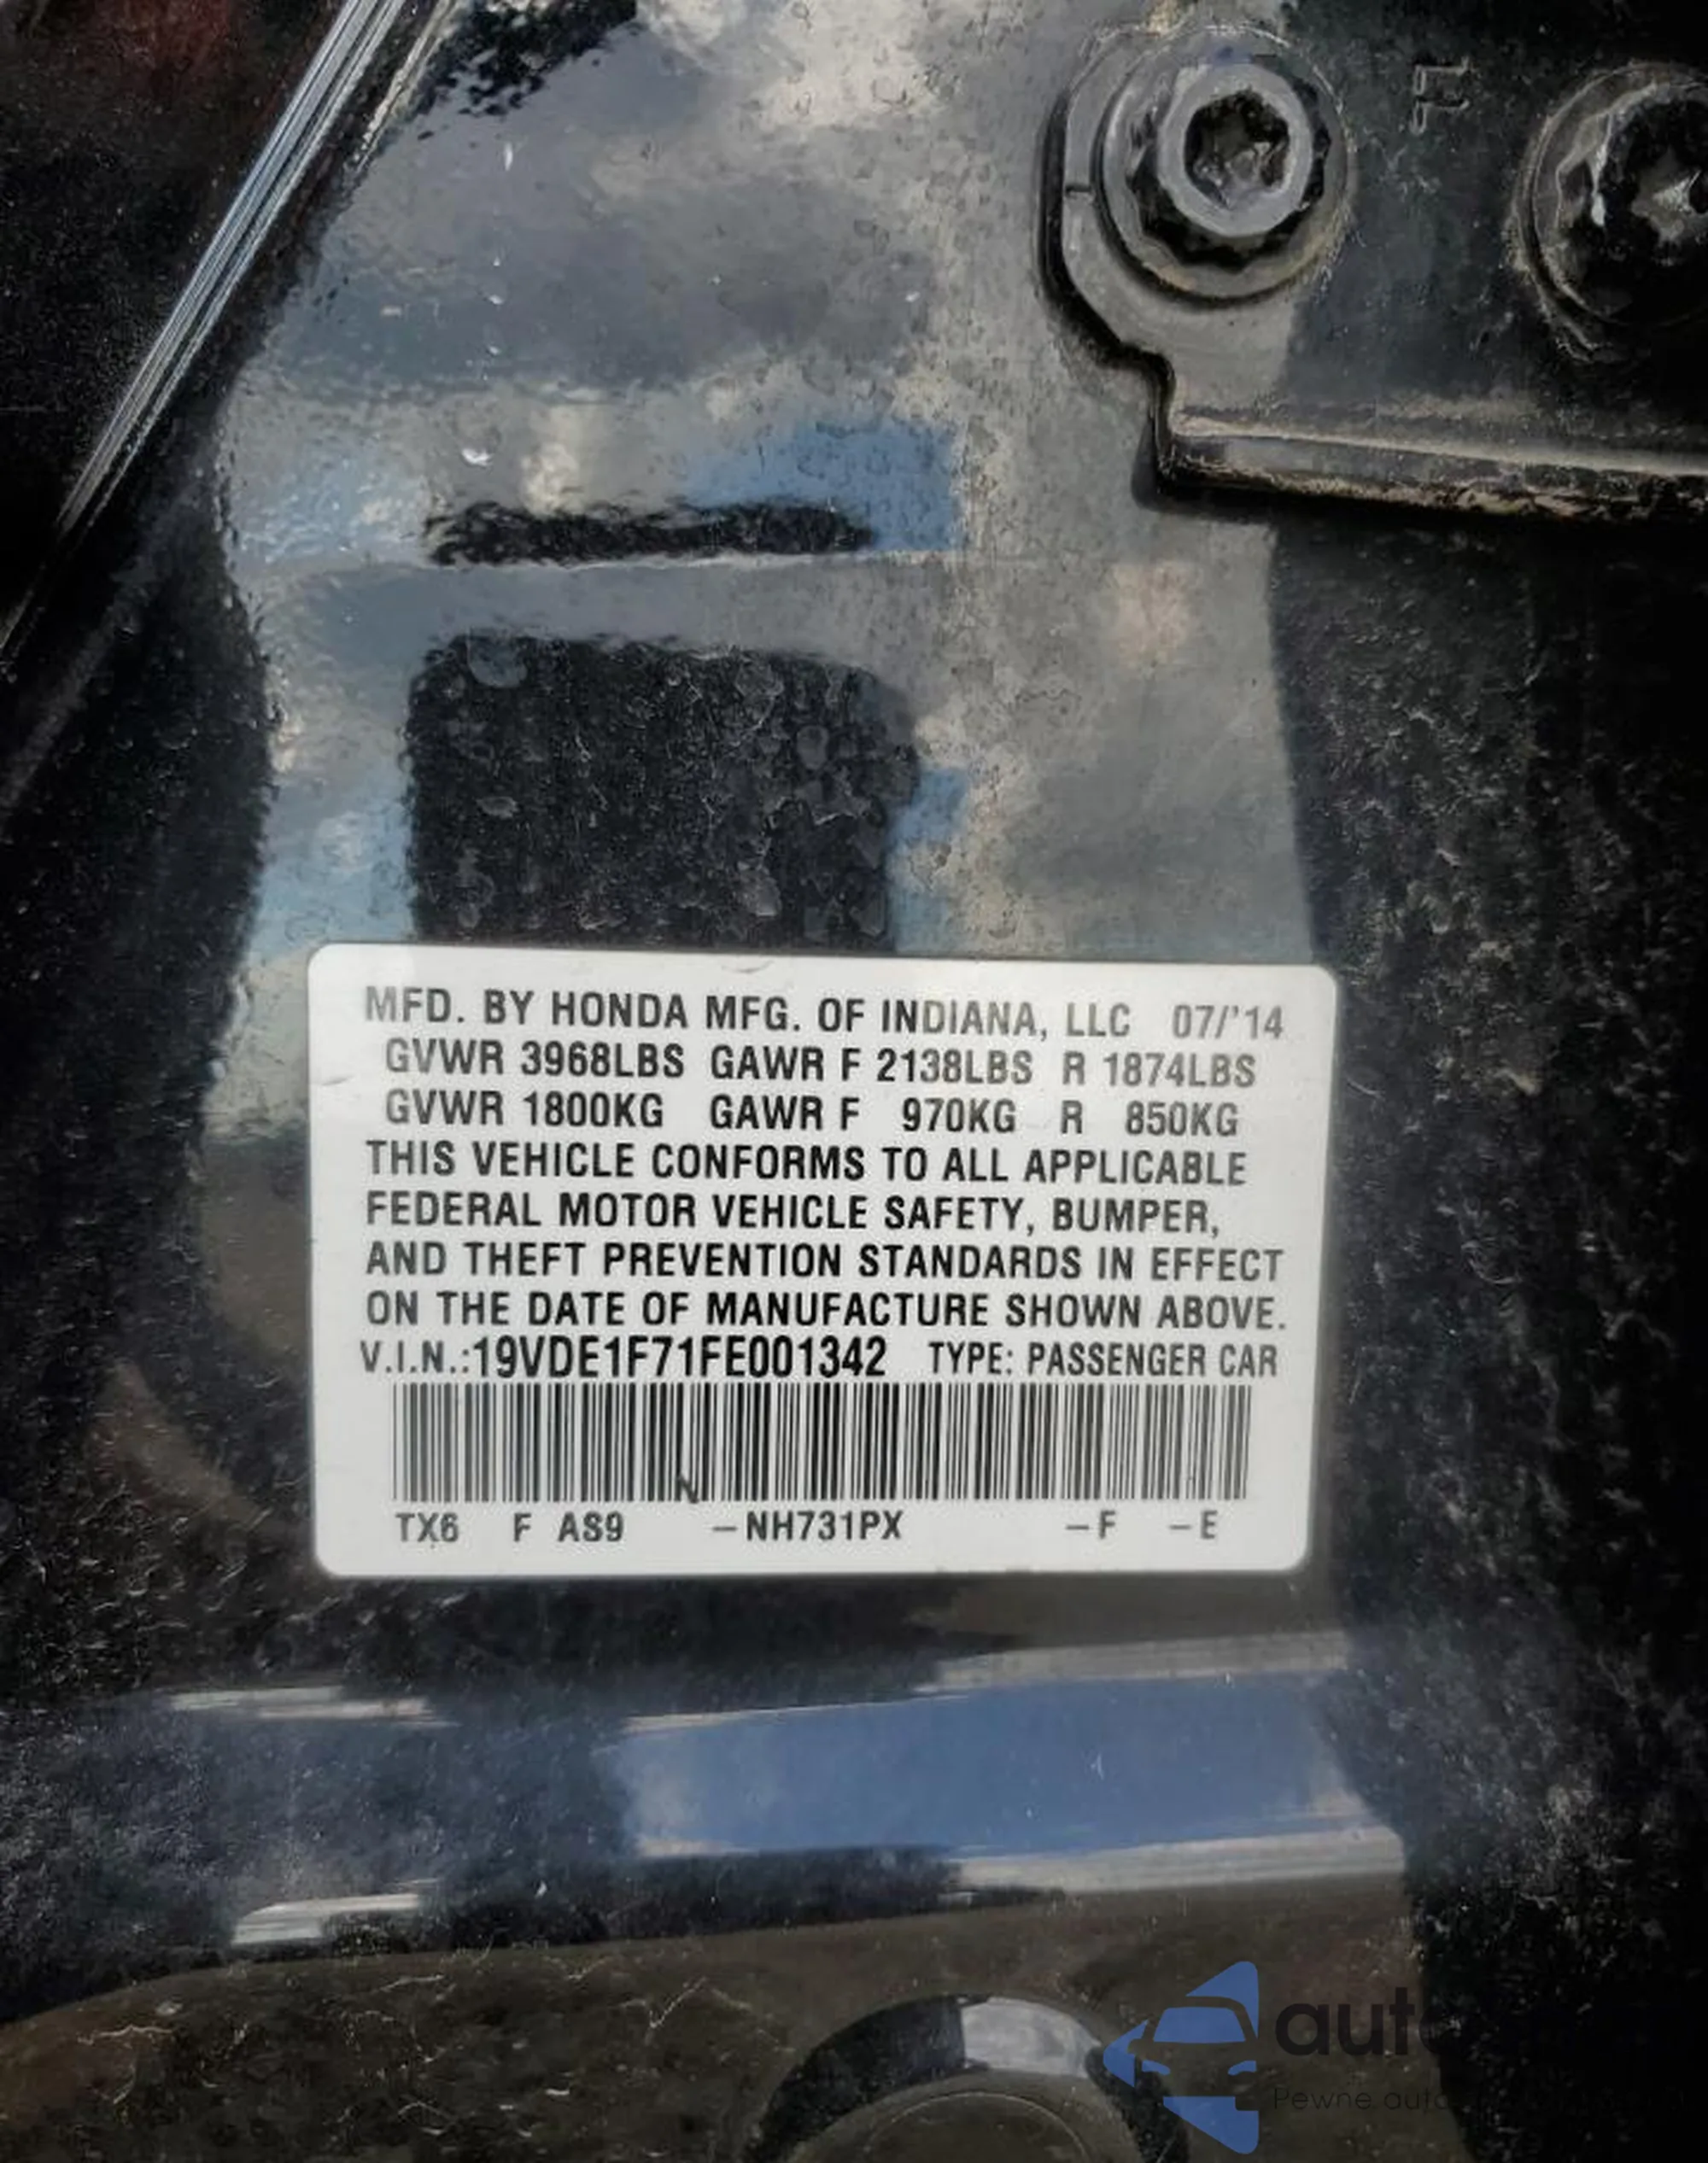 MFD. BY HONDA MFG. OF INDIANA, LLC 07/'14
GVWR 3968LBS GAWR F 2138LBS R 1874LBS
GVWR 1800KG GAWR F 970KG R 850KG
THIS VEHICLE CONFORMS TO ALL APPLICABLE
FEDERAL MOTOR VEHICLE SAFETY, BUMPER,
AND THEFT PREVENTION STANDARDS IN EFFECT
ON THE DATE OF MANUFACTURE SHOWN ABOVE.
V.I.N.:19VDE1F71FE001342 TYPE: PASSENGER CAR
TX6 F AS9 –NH731PX –F –E
Pewne